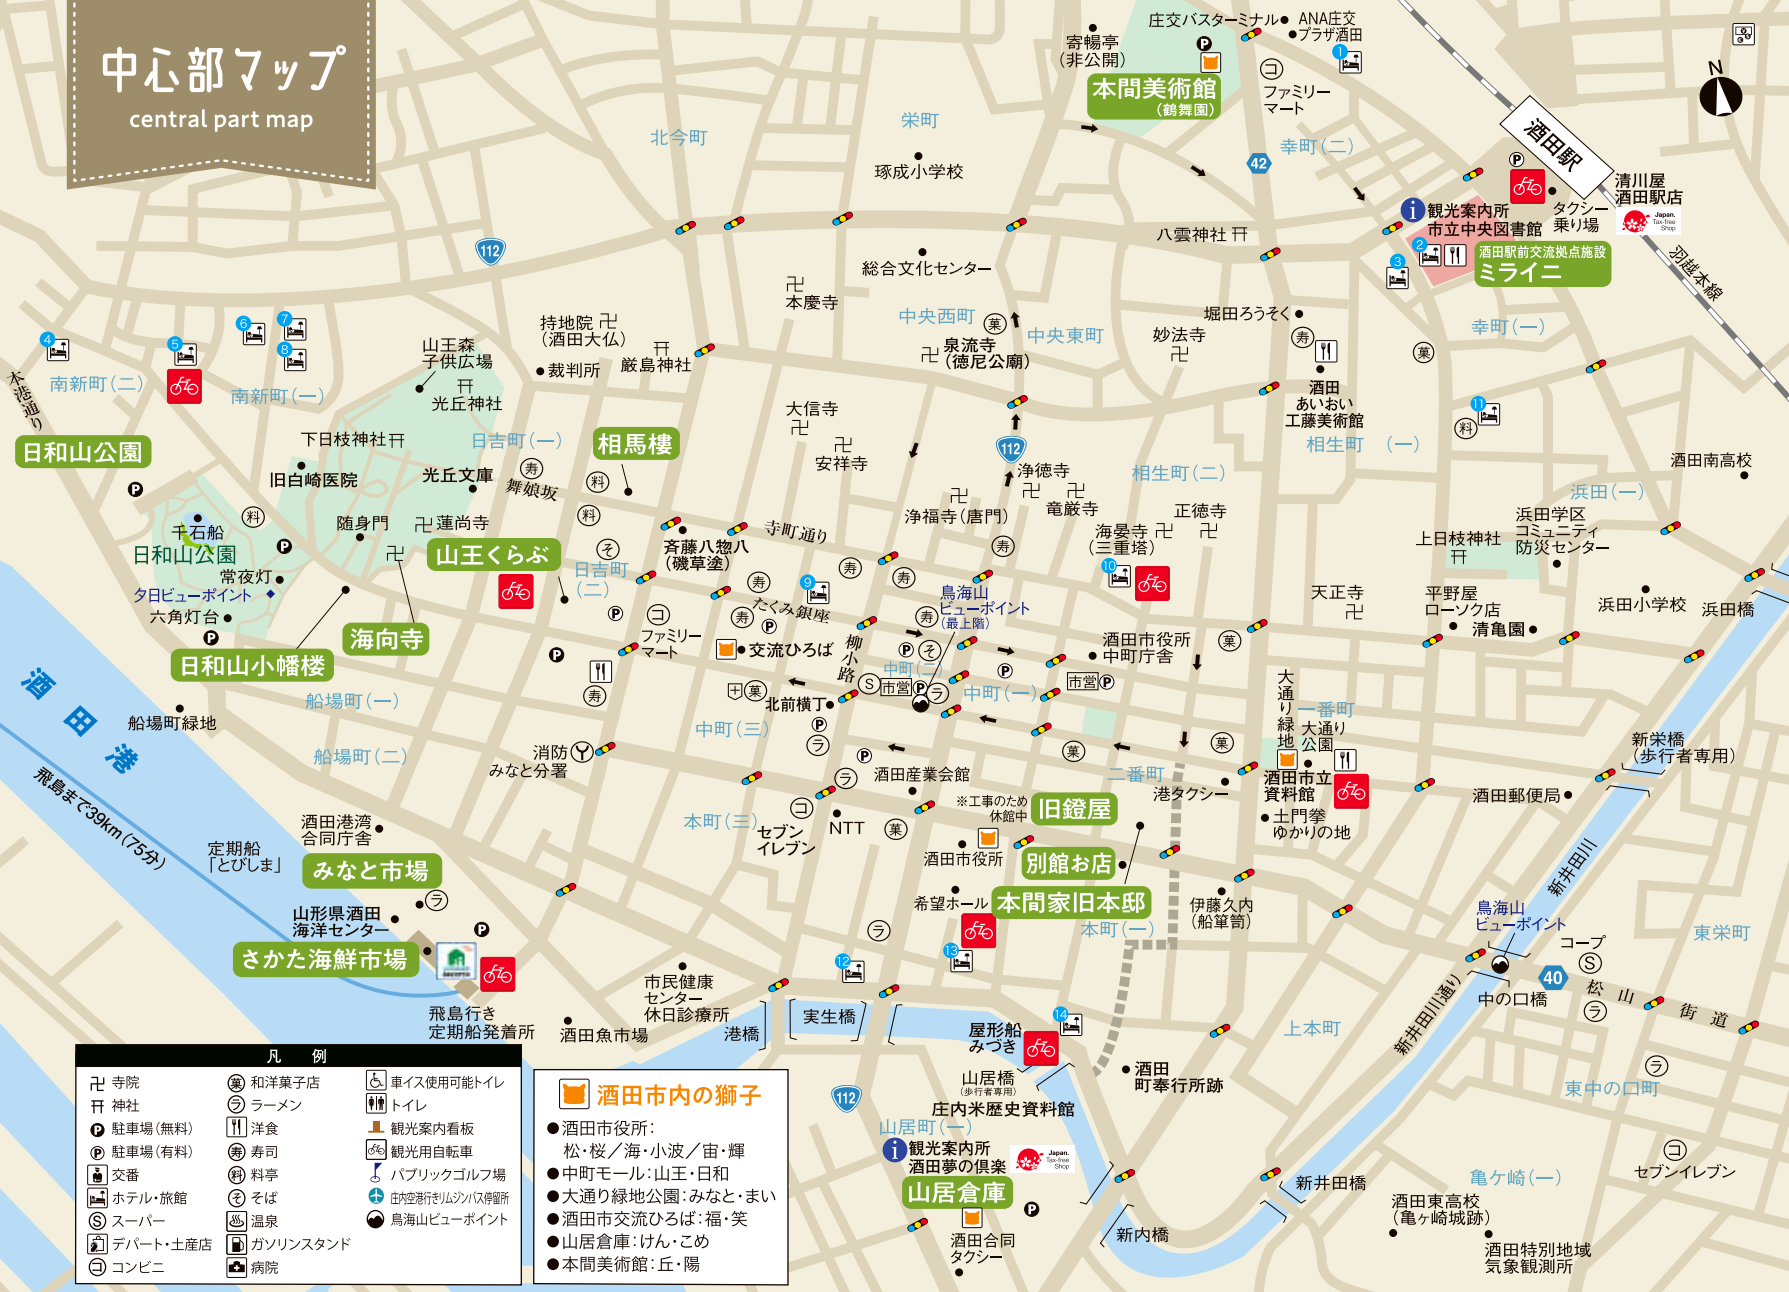 中心部マップ
central part map
N
庄交バスターミナル
ANA庄交
プラザ酒田
寄暢亭
(非公開)
本間美術館
(鶴舞園)
ファミリー
マート
コ
北今町
栄町
幸町(二)
42
琢成小学校
酒田駅
清川屋
酒田駅店
Japan.
Tax-free
Shop
タクシー
乗り場
観光案内所
市立中央図書館
酒田駅前交流拠点施設
ミライニ
羽越本線
八雲神社
112
総合文化センター
本慶寺
中央西町
中央東町
堀田ろうそく
妙法寺
幸町(一)
泉流寺
(徳尼公廟)
持地院
(酒田大仏)
裁判所
厳島神社
山王森
子供広場
光丘神社
南新町(二)
南新町(一)
本港通り
日和山公園
下日枝神社
日吉町(一)
相馬樓
大信寺
安祥寺
酒田
あいおい
工藤美術館
相生町 (一)
相生町(二)
112
浄徳寺
竜厳寺
浄福寺(唐門)
酒田南高校
浜田(一)
旧白崎医院
光丘文庫
舞娘坂
千石船
日和山公園
随身門
蓮尚寺
山王くらぶ
斉藤八惣八
(磯草塗)
寺町通り
日吉町
(二)
海晏寺
(三重塔)
正徳寺
上日枝神社
浜田学区
コミュニティ
防災センター
常夜灯
夕日ビューポイント
六角灯台
日和山小幡楼
海向寺
ファミリー
マート
たくみ銀座
鳥海山
ビューポイント
(最上階)
交流ひろば
柳小路
中町(二)
市営
中町(一)
酒田市役所
中町庁舎
市営
天正寺
平野屋
ローソク店
清亀園
浜田小学校
浜田橋
酒田港
船場町緑地
船場町(一)
船場町(二)
北前横丁
中町(三)
消防
みなと分署
大通り緑地
一番町
大通り
公園
酒田市立
資料館
新栄橋
(歩行者専用)
酒田産業会館
二番町
港タクシー
土門拳
ゆかりの地
酒田郵便局
飛島まで39km(75分)
定期船
「とびしま」
酒田港湾
合同庁舎
みなと市場
本町(三)
セブン
イレブン
NTT
※工事のため
休館中
旧鐙屋
酒田市役所
別館お店
本間家旧本邸
希望ホール
本町(一)
伊藤久内
(船箪笥)
新井田川
鳥海山
ビューポイント
コープ
40
東栄町
山形県酒田
海洋センター
さかた海鮮市場
飛島行き
定期船発着所
酒田魚市場
市民健康
センター
休日診療所
港橋
実生橋
屋形船
みづき
山居橋
(歩行者専用)
庄内米歴史資料館
酒田
町奉行所跡
上本町
新井田川通り
中の口橋
松山街道
東中の口町
112
山居町(一)
観光案内所
酒田夢の倶楽
Japan.
Tax-free
Shop
山居倉庫
酒田合同
タクシー
新内橋
新井田橋
酒田東高校
(亀ヶ崎城跡)
亀ケ崎(一)
セブンイレブン
酒田特別地域
気象観測所
凡 例
寺院
神社
駐車場(無料)
駐車場(有料)
交番
ホテル・旅館
スーパー
デパート・土産店
コンビニ
和洋菓子店
ラーメン
洋食
寿司
料亭
そば
温泉
ガソリンスタンド
病院
車イス使用可能トイレ
トイレ
観光案内看板
観光用自転車
パブリックゴルフ場
庄内空港行きリムジンバス停留所
鳥海山ビューポイント
酒田市内の獅子
●酒田市役所:
松・桜/海・小波/宙・輝
●中町モール:山王・日和
●大通り緑地公園:みなと・まい
●酒田市交流ひろば:福・笑
●山居倉庫:けん・こめ
●本間美術館:丘・陽